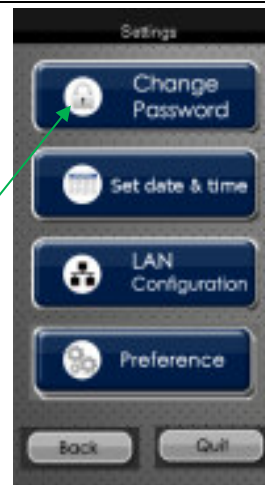 Settings
Change
Password
Set date & time
LAN
Configuration
Preference
Back
Quit